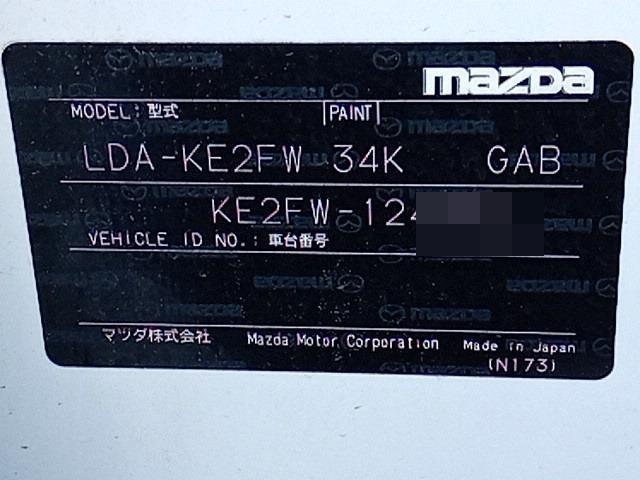 mazda
MODEL: 型式 PAINT
LDA-KE2FW 34K GAB
KE2FW-124
VEHICLE ID NO.: 車台番号
マツダ株式会社 Mazda Motor Corporation Made in Japan
(N173)